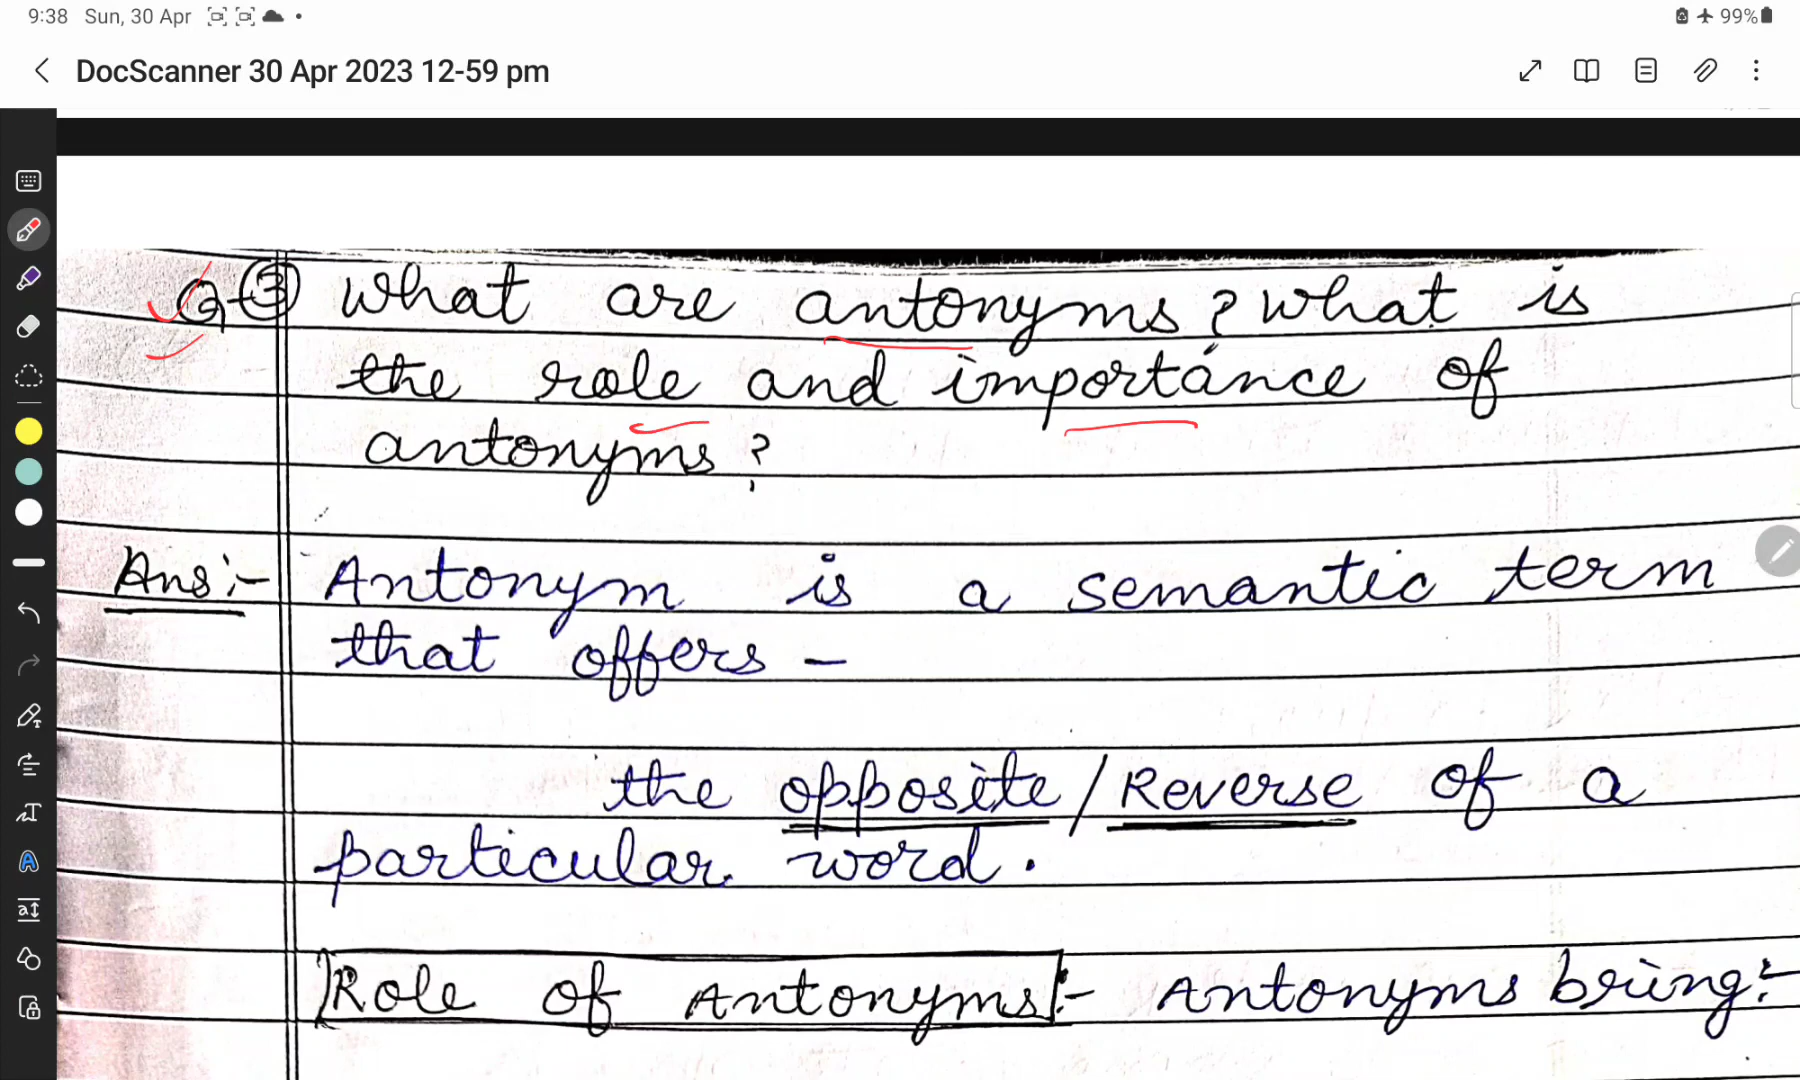 9:38 Sun, 30 Apr
99%
DocScanner 30 Apr 2023 12-59 pm
Q-3 What are antonyms? What is
the role and importance of
antonyms?
Ans:- Antonym is a semantic term
that offers -
the opposite / Reverse of a
particular word.
Role of Antonyms:- Antonyms bring:-